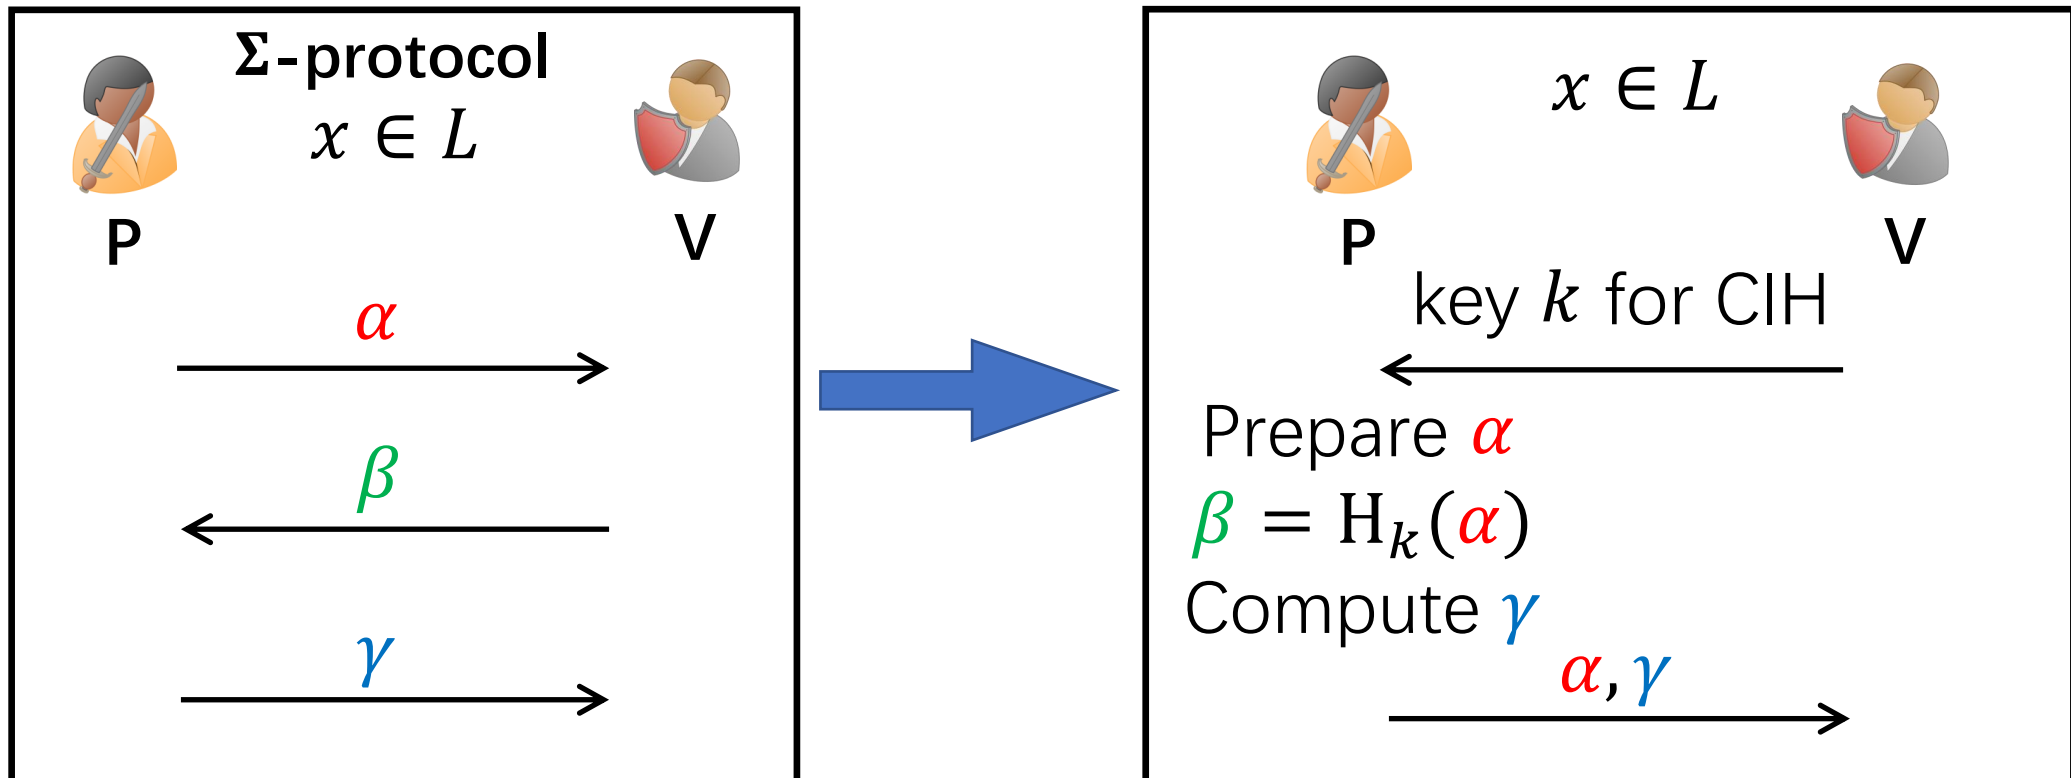 Σ-protocol
x ∈ L
P
V
α
β
γ
x ∈ L
P
V
key k for CIH
Prepare α
β = H_k(α)
Compute γ
α, γ